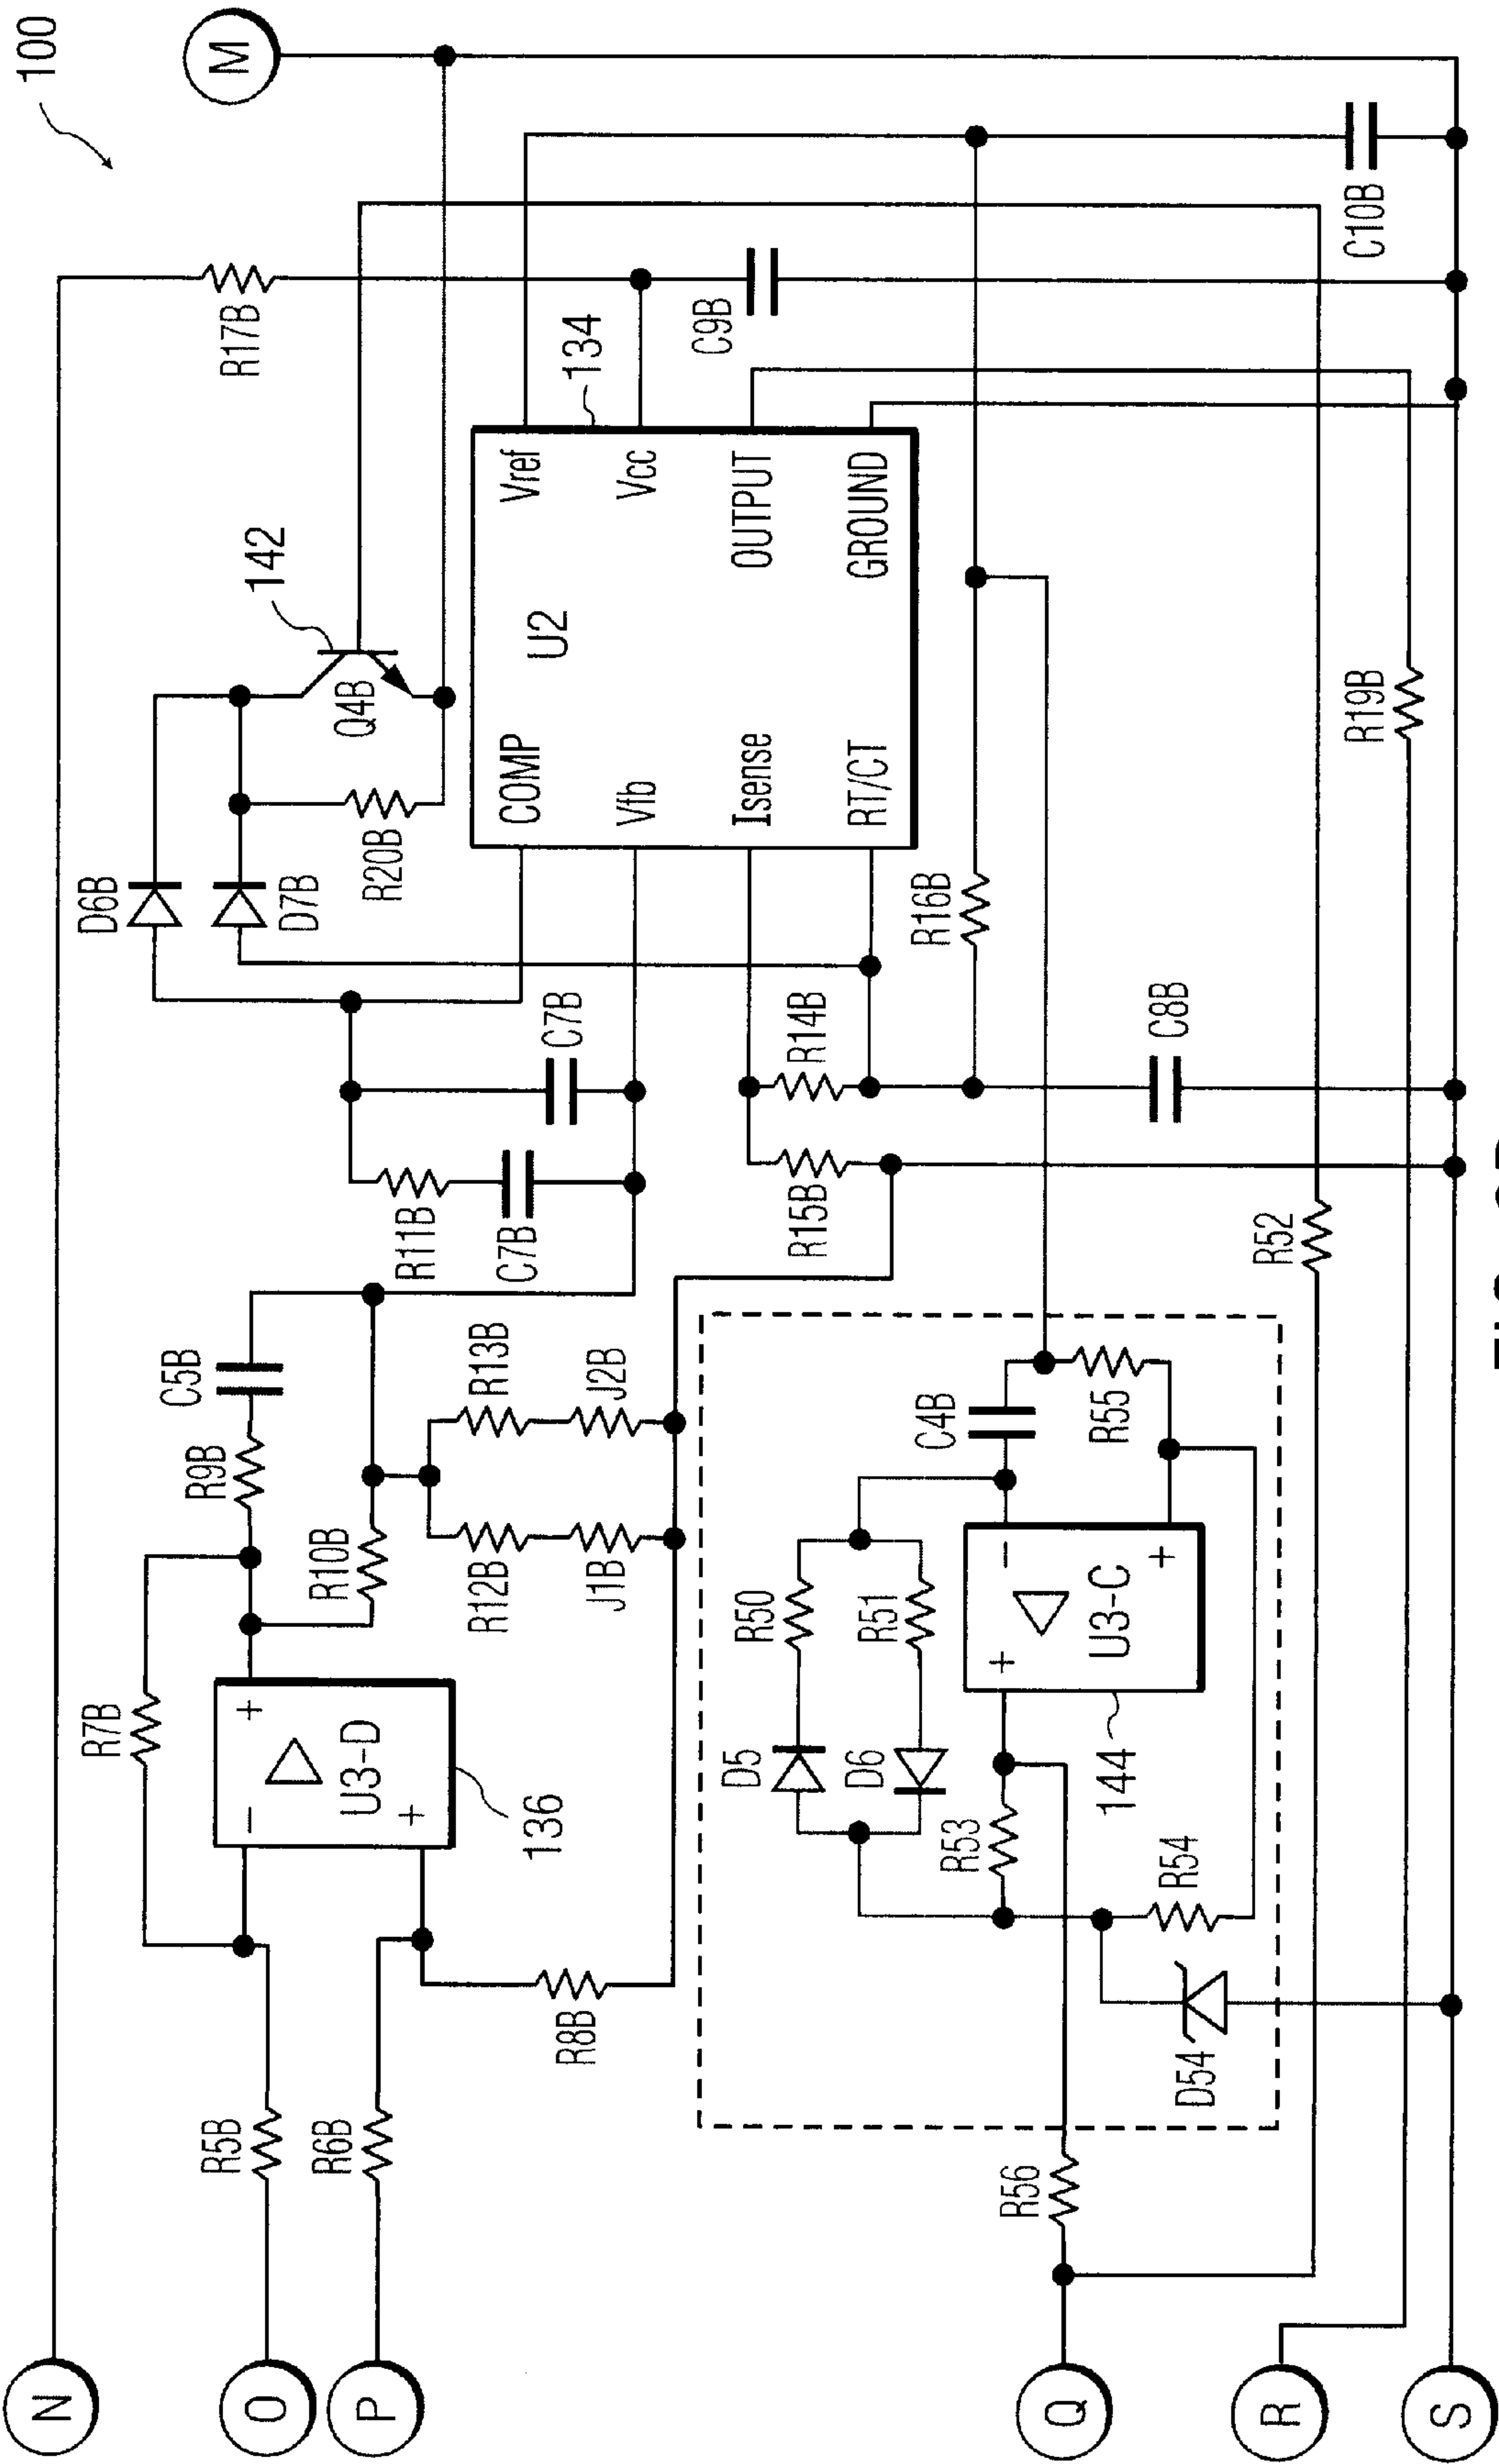 100
M
N
R17B
142
D6B
D7B
Q4B
R20B
134
C9B
C10B
COMP
Vref
Vfb
U2
Vcc
Isense
OUTPUT
RT/CT
GROUND
C5B
R9B
R7B
R10B
R11B
C7B
C7B
R13B
J2B
R12B
J1B
R14B
R15B
R16B
C8B
R19B
R52
-
+
U3-D
+
136
R5B
R6B
R8B
O
P
C4B
R55
R50
R51
D5
D6
-
+
U3-C
+
144
R53
R54
D54
R56
Q
R
S